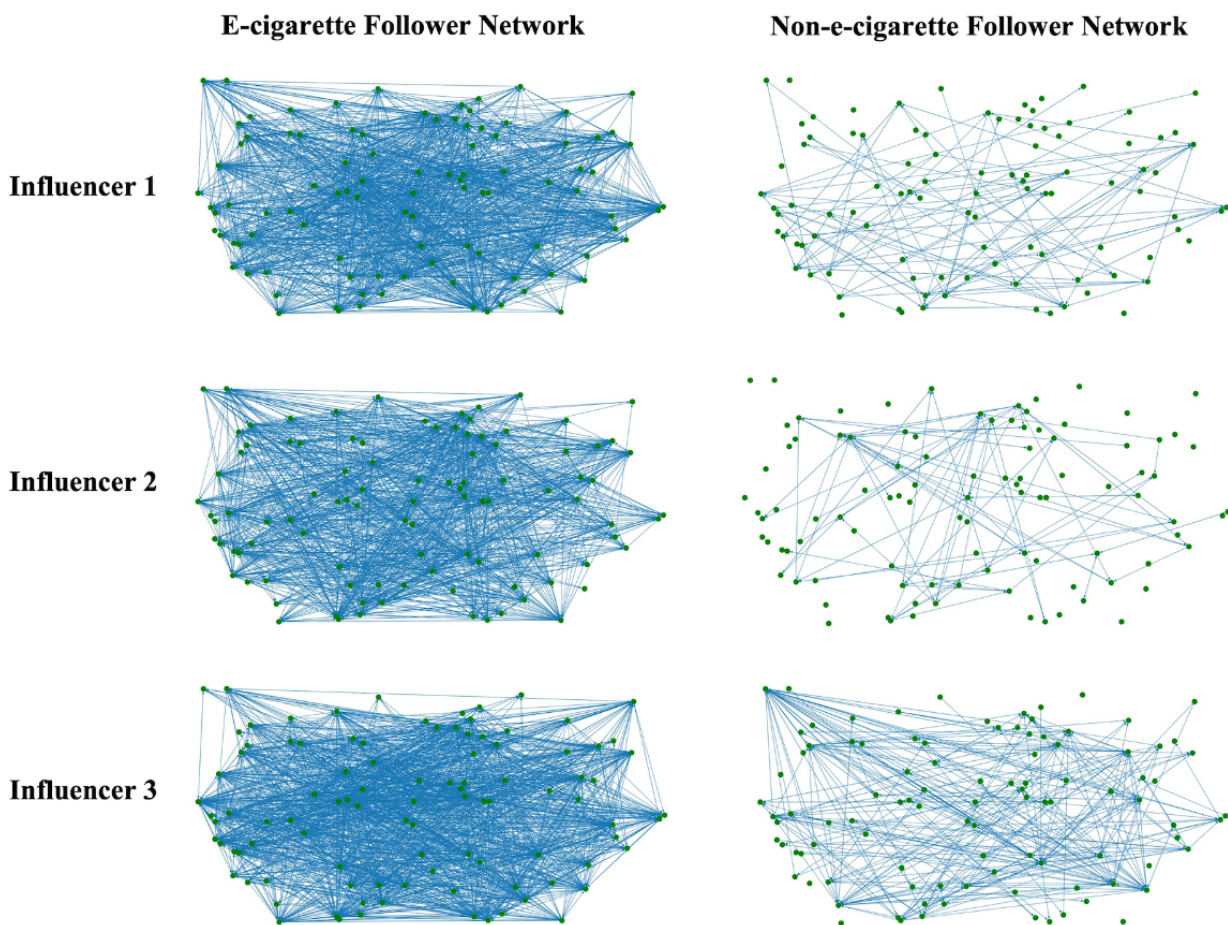 E-cigarette Follower Network
Non-e-cigarette Follower Network
Influencer 1
Influencer 2
Influencer 3